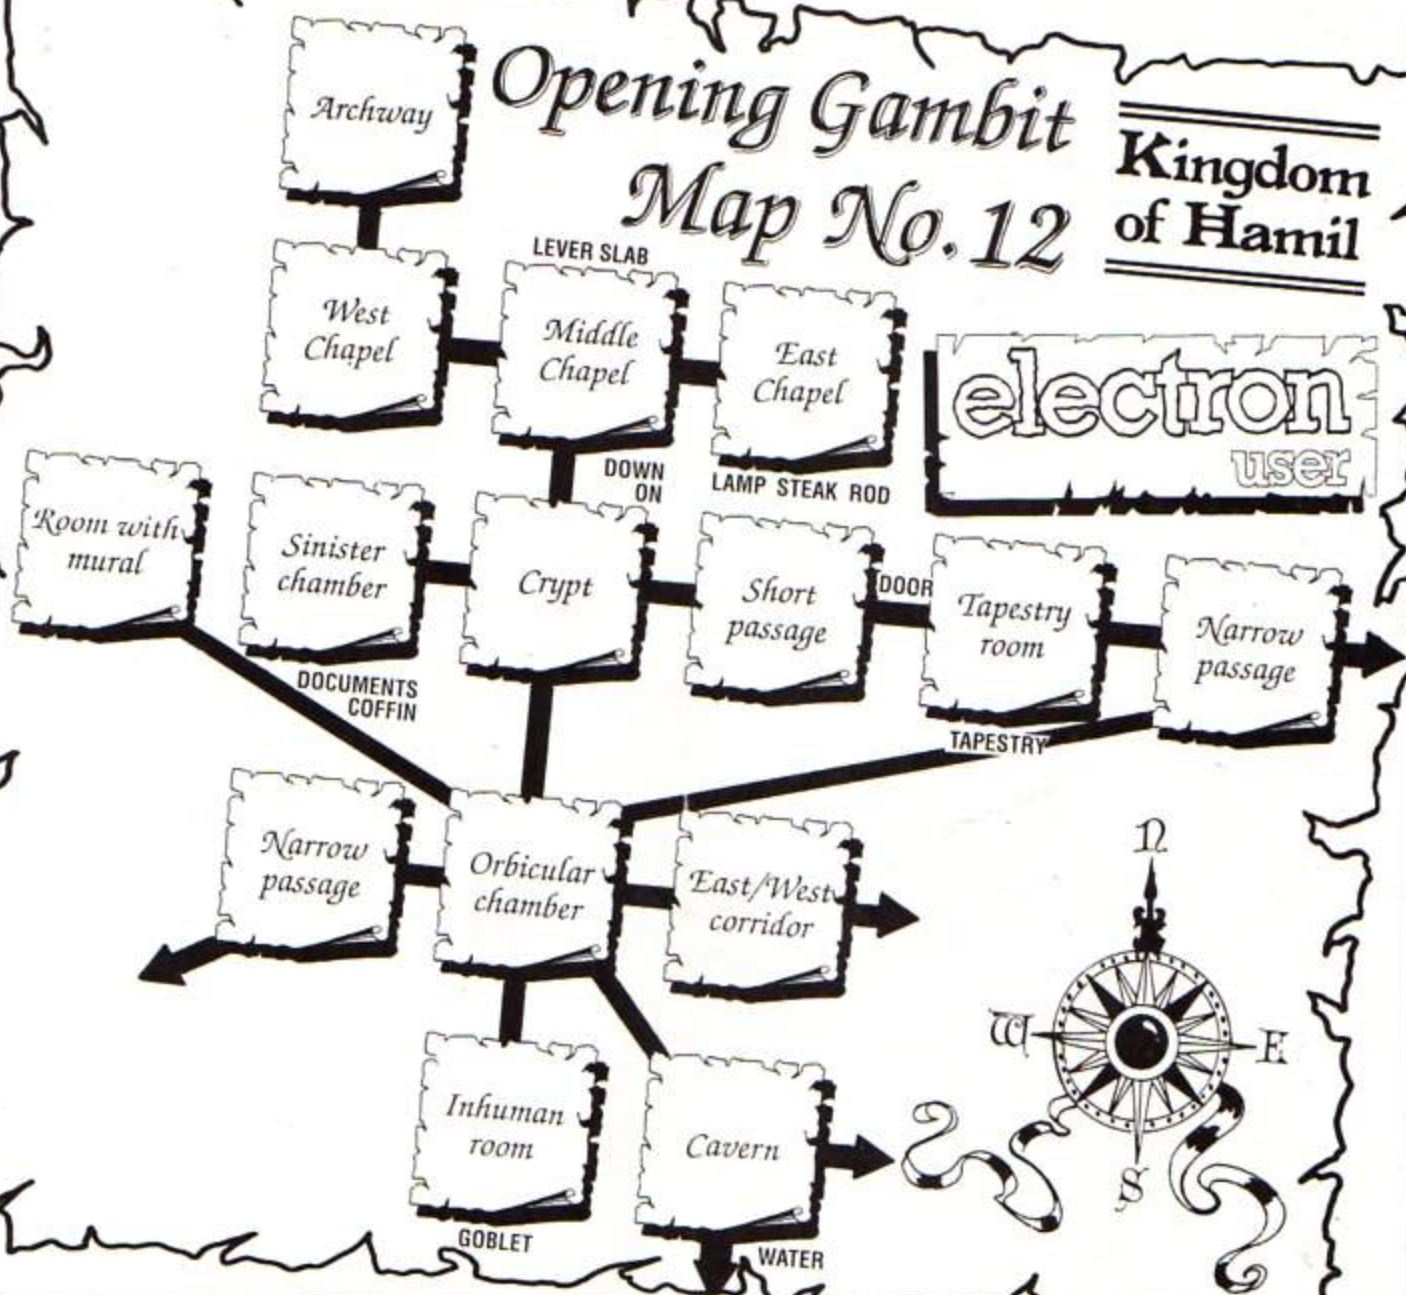 Opening Gambit
Map No. 12
Kingdom
of Hamil
electron
user
Archway
West
Chapel
LEVER SLAB
Middle
Chapel
DOWN
ON
East
Chapel
LAMP STEAK ROD
Room with
mural
Sinister
chamber
DOCUMENTS
COFFIN
Crypt
Short
passage
DOOR
Tapestry
room
TAPESTRY
Narrow
passage
Narrow
passage
Orbicular
chamber
East/West
corridor
Inhuman
room
GOBLET
Cavern
WATER
N
W
E
S